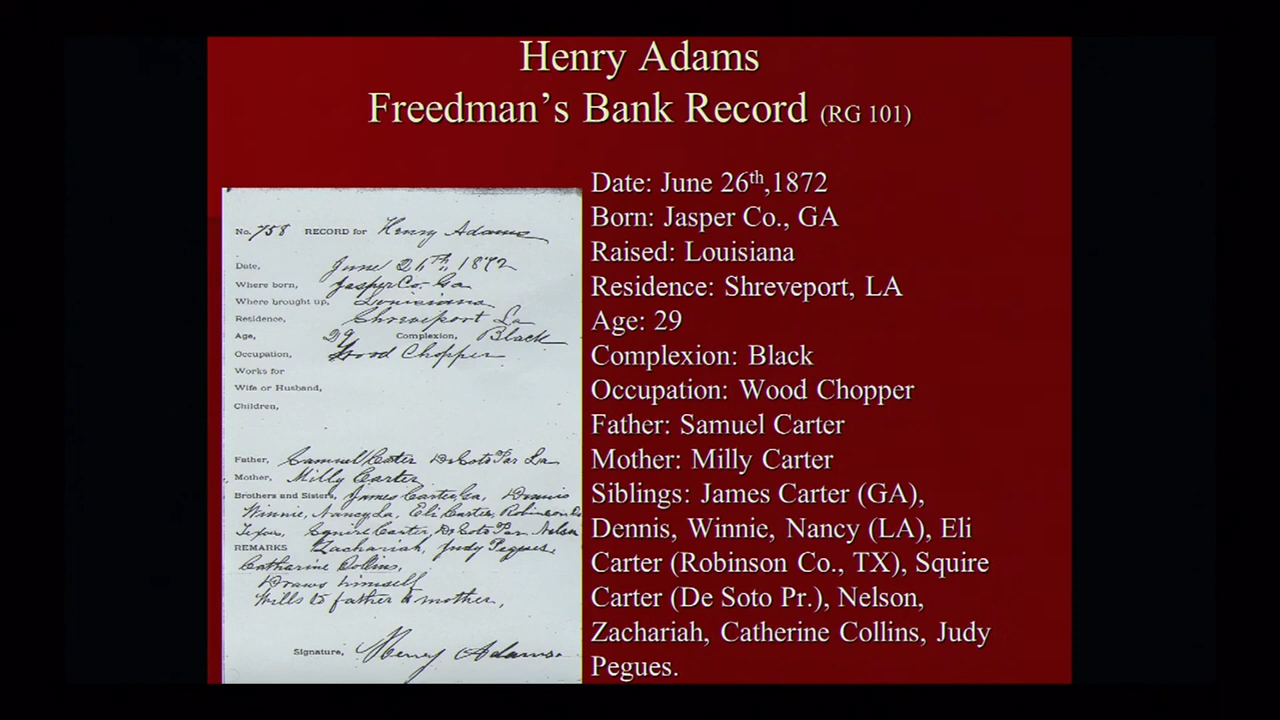 Henry Adams
Freedman’s Bank Record (RG 101)
No. 758 RECORD for Henry Adams
Date, June 26th, 1872
Where born, Jasper Co. Ga
Where brought up, Louisiana
Residence, Shreveport La
Age, 29 Complexion, Black
Occupation, Wood Chopper
Works for
Wife or Husband,
Children,
Father, Samuel Carter De Soto Par La
Mother, Milly Carter
Brothers and Sisters, James Carter Ga, Dennis
Winnie, Nancy La, Eli Carter, Robinson Co
Texas, Squire Carter, De Soto Par. Nelson
REMARKS Zachariah, Judy Pegues,
Catharine Collins,
Draws himself
Wills to father & mother,
Signature, Henry Adams
Date: June 26th,1872
Born: Jasper Co., GA
Raised: Louisiana
Residence: Shreveport, LA
Age: 29
Complexion: Black
Occupation: Wood Chopper
Father: Samuel Carter
Mother: Milly Carter
Siblings: James Carter (GA),
Dennis, Winnie, Nancy (LA), Eli
Carter (Robinson Co., TX), Squire
Carter (De Soto Pr.), Nelson,
Zachariah, Catherine Collins, Judy
Pegues.